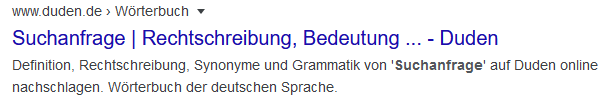 www.duden.de › Wörterbuch
Suchanfrage | Rechtschreibung, Bedeutung ... - Duden
Definition, Rechtschreibung, Synonyme und Grammatik von 'Suchanfrage' auf Duden online
nachschlagen. Wörterbuch der deutschen Sprache.